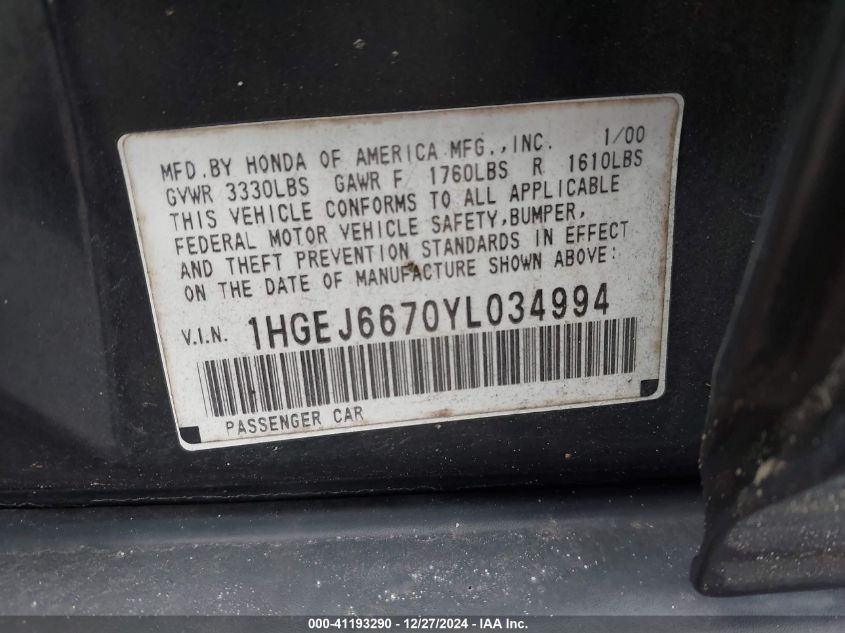 MFD.BY HONDA OF AMERICA MFG.,INC. 1/00
GVWR 3330LBS GAWR F 1760LBS R 1610LBS
THIS VEHICLE CONFORMS TO ALL APPLICABLE
FEDERAL MOTOR VEHICLE SAFETY,BUMPER,
AND THEFT PREVENTION STANDARDS IN EFFECT
ON THE DATE OF MANUFACTURE SHOWN ABOVE:
V.I.N. 1HGEJ6670YL034994
PASSENGER CAR
000-41193290 - 12/27/2024 - IAA Inc.